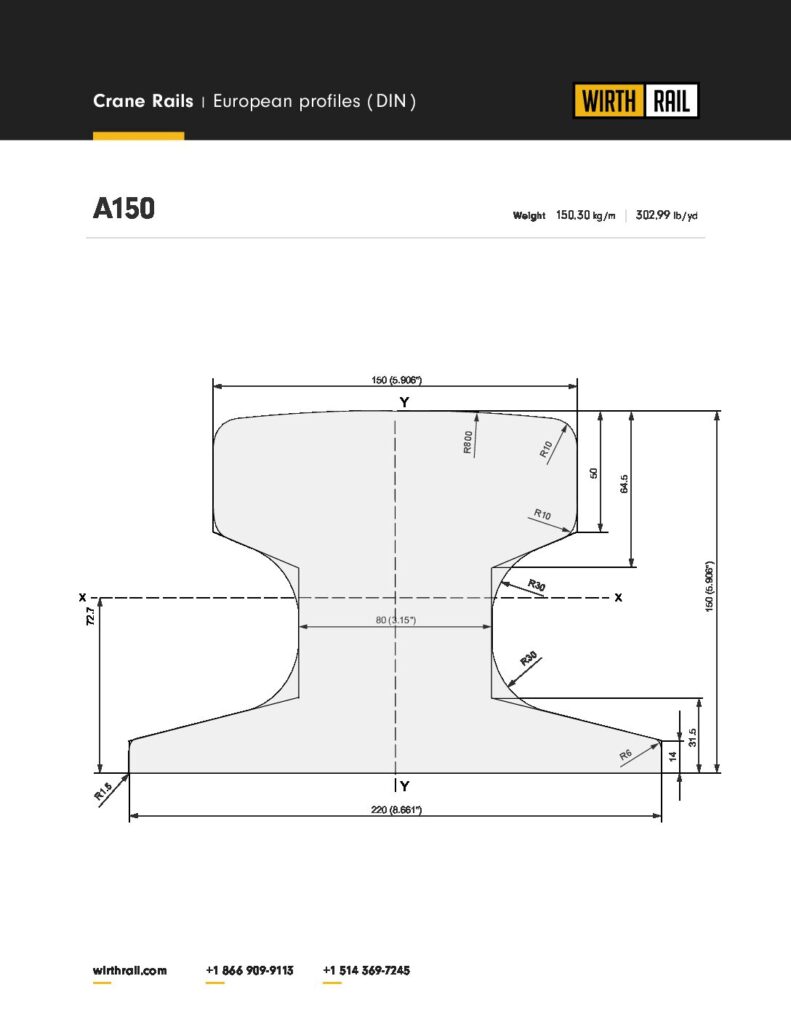 Crane Rails | European profiles (DIN)
WIRTH RAIL
A150
Weight 150,30 kg/m | 302,99 lb/yd
150 (5.906")
Y
R800
R10
50
64.5
R10
150 (5.906")
R30
X
X
72.7
80 (3.15")
R30
31.5
R6
14
R1.5
Y
220 (8.661")
wirthrail.com +1 866 909-9113 +1 514 369-7245